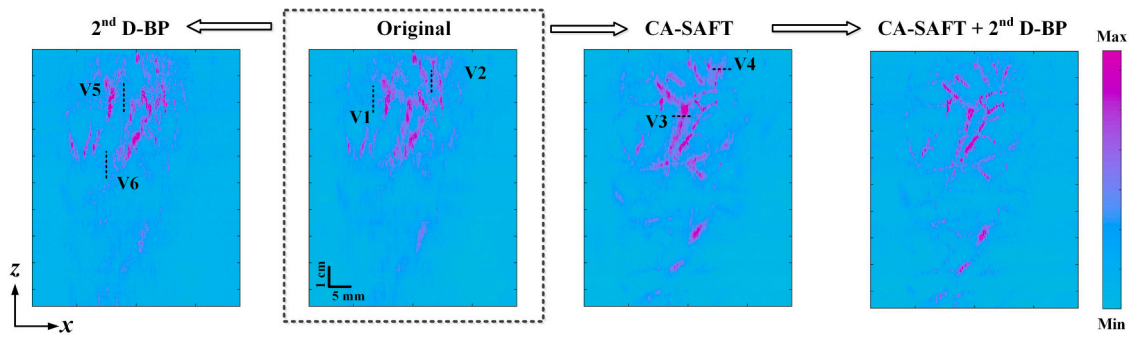 2nd D-BP
Original
CA-SAFT
CA-SAFT + 2nd D-BP
Max
V5
V6
V1
V2
V4
V3
1 cm
5 mm
z
x
Min